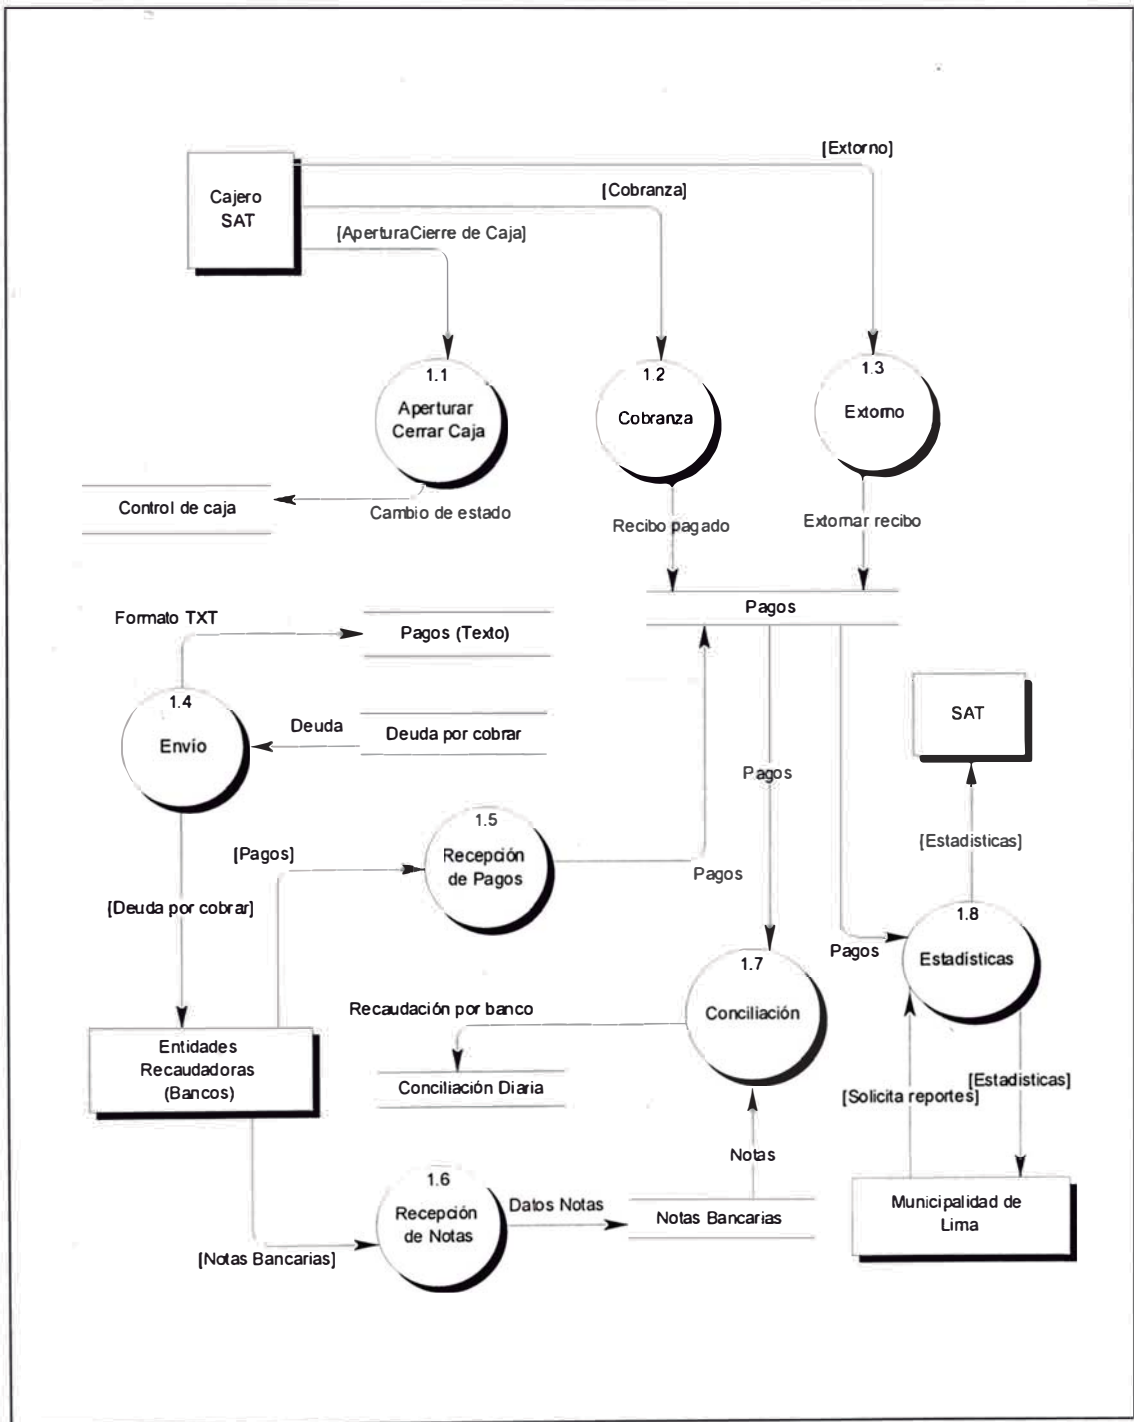 [Extorno]
[Cobranza]
Cajero
SAT
[AperturaCierre de Caja]
1.1
Aperturar
Cerrar Caja
1.2
Cobranza
1.3
Extorno
Control de caja
Cambio de estado
Recibo pagado
Extornar recibo
Pagos
Formato TXT
Pagos (Texto)
1.4
Envío
Deuda
Deuda por cobrar
SAT
Pagos
1.5
Recepción
de Pagos
[Pagos]
Pagos
[Estadísticas]
[Deuda por cobrar]
1.8
Estadísticas
Pagos
1.7
Conciliación
Recaudación por banco
Entidades
Recaudadoras
(Bancos)
Conciliación Diaria
[Estadísticas]
[Solicita reportes]
Notas
1.6
Recepción
de Notas
Datos Notas
Notas Bancarias
Municipalidad de
Lima
[Notas Bancarias]